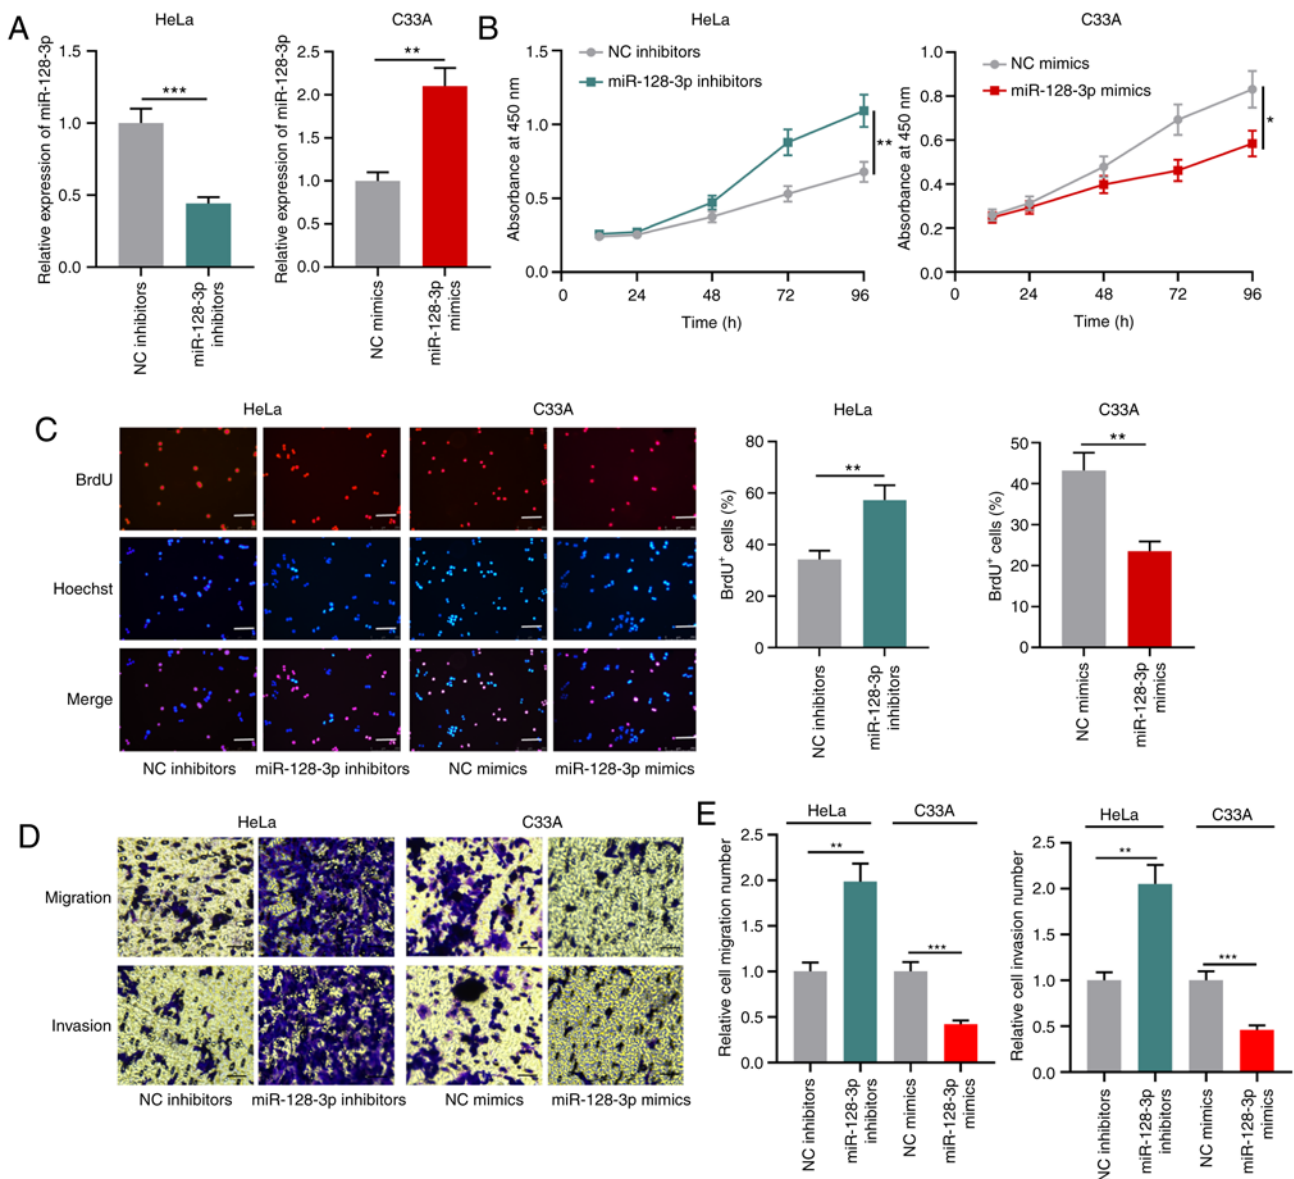 A
HeLa
Relative expression of miR-128-3p
1.5
1.0
0.5
0.0
***
NC inhibitors
miR-128-3p
inhibitors
C33A
Relative expression of miR-128-3p
2.5
2.0
1.5
1.0
0.5
0.0
**
NC mimics
miR-128-3p
mimics
B
HeLa
Absorbance at 450 nm
1.5
1.0
0.5
0.0
NC inhibitors
miR-128-3p inhibitors
**
0 24 48 72 96
Time (h)
C33A
Absorbance at 450 nm
1.0
0.8
0.6
0.4
0.2
0.0
NC mimics
miR-128-3p mimics
*
0 24 48 72 96
Time (h)
C
HeLa C33A
BrdU
Hoechst
Merge
NC inhibitors miR-128-3p inhibitors NC mimics miR-128-3p mimics
HeLa
BrdU+ cells (%)
80
60
40
20
0
**
NC inhibitors
miR-128-3p
inhibitors
C33A
BrdU+ cells (%)
50
40
30
20
10
0
**
NC mimics
miR-128-3p
mimics
D
HeLa C33A
Migration
Invasion
NC inhibitors miR-128-3p inhibitors NC mimics miR-128-3p mimics
E
HeLa C33A
Relative cell migration number
2.5
2.0
1.5
1.0
0.5
0.0
**
***
NC inhibitors
miR-128-3p
inhibitors
NC mimics
miR-128-3p
mimics
HeLa C33A
Relative cell invasion number
2.5
2.0
1.5
1.0
0.5
0.0
**
***
NC inhibitors
miR-128-3p
inhibitors
NC mimics
miR-128-3p
mimics